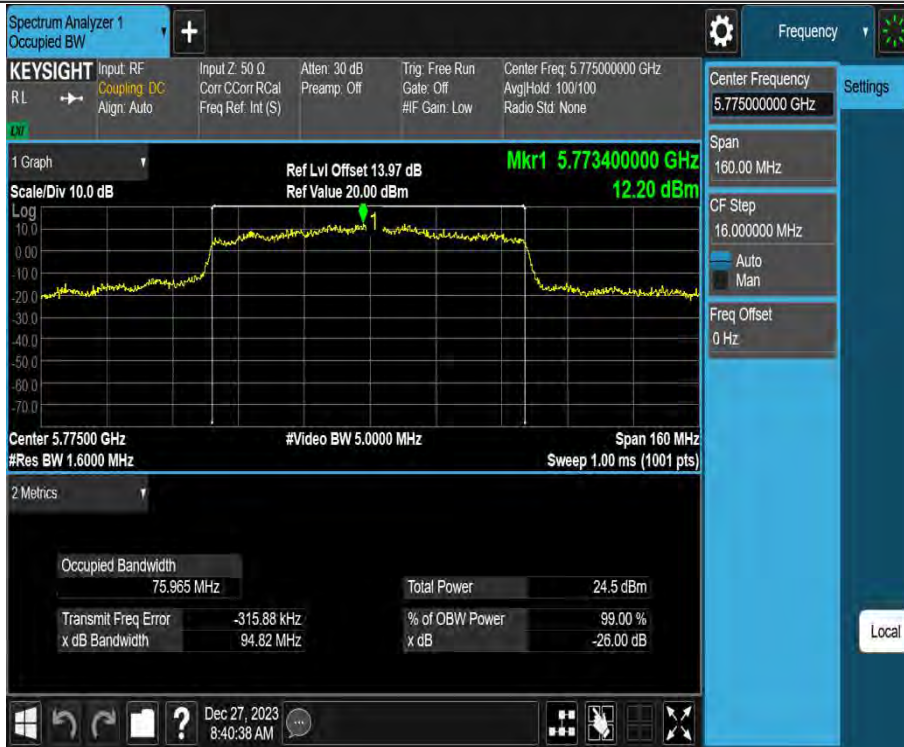 Spectrum Analyzer 1
Occupied BW
+
Frequency
KEYSIGHT
RL
LXI
Input: RF
Coupling: DC
Align: Auto
Input Z: 50 Ω
Corr CCorr RCal
Freq Ref: Int (S)
Atten: 30 dB
Preamp: Off
Trig: Free Run
Gate: Off
#IF Gain: Low
Center Freq: 5.775000000 GHz
Avg|Hold: 100/100
Radio Std: None
Center Frequency
5.775000000 GHz
Settings
Span
160.00 MHz
CF Step
16.000000 MHz
Auto
Man
Freq Offset
0 Hz
1 Graph
Scale/Div 10.0 dB
Ref Lvl Offset 13.97 dB
Ref Value 20.00 dBm
Mkr1 5.773400000 GHz
12.20 dBm
Log
10.0
0.00
-10.0
-20.0
-30.0
-40.0
-50.0
-60.0
-70.0
1
Center 5.77500 GHz
#Video BW 5.0000 MHz
Span 160 MHz
#Res BW 1.6000 MHz
Sweep 1.00 ms (1001 pts)
2 Metrics
Occupied Bandwidth
75.965 MHz
Total Power 24.5 dBm
Transmit Freq Error -315.88 kHz
% of OBW Power 99.00 %
x dB Bandwidth 94.82 MHz
x dB -26.00 dB
Local
?
Dec 27, 2023
8:40:38 AM